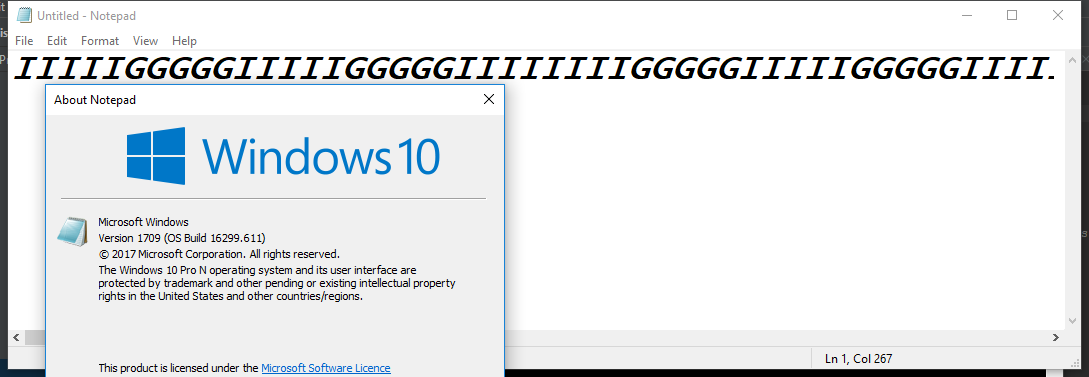 Untitled - Notepad
File Edit Format View Help
IIIIIGGGGGIIIIIGGGGGIIIIIIIIGGGGGIIIIIGGGGGIIII
About Notepad
Windows 10
Microsoft Windows
Version 1709 (OS Build 16299.611)
© 2017 Microsoft Corporation. All rights reserved.
The Windows 10 Pro N operating system and its user interface are
protected by trademark and other pending or existing intellectual property
rights in the United States and other countries/regions.
This product is licensed under the Microsoft Software Licence
Ln 1, Col 267